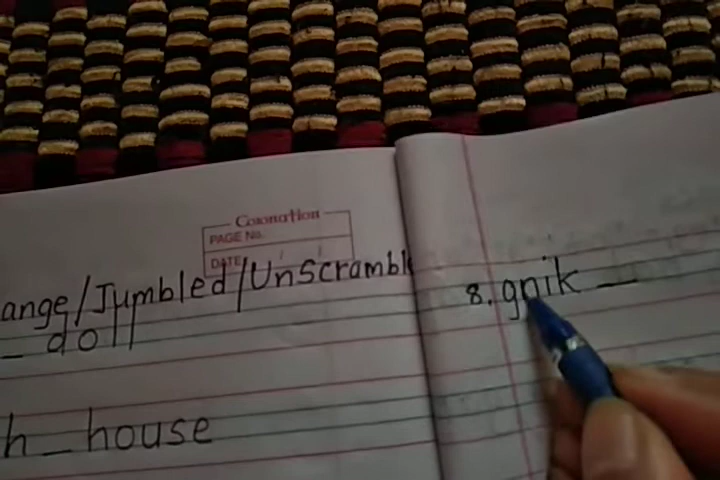 Coronation
PAGE No.
DATE
ange/Jumbled/UnScramble
_ doll
h_house
8. gnik _